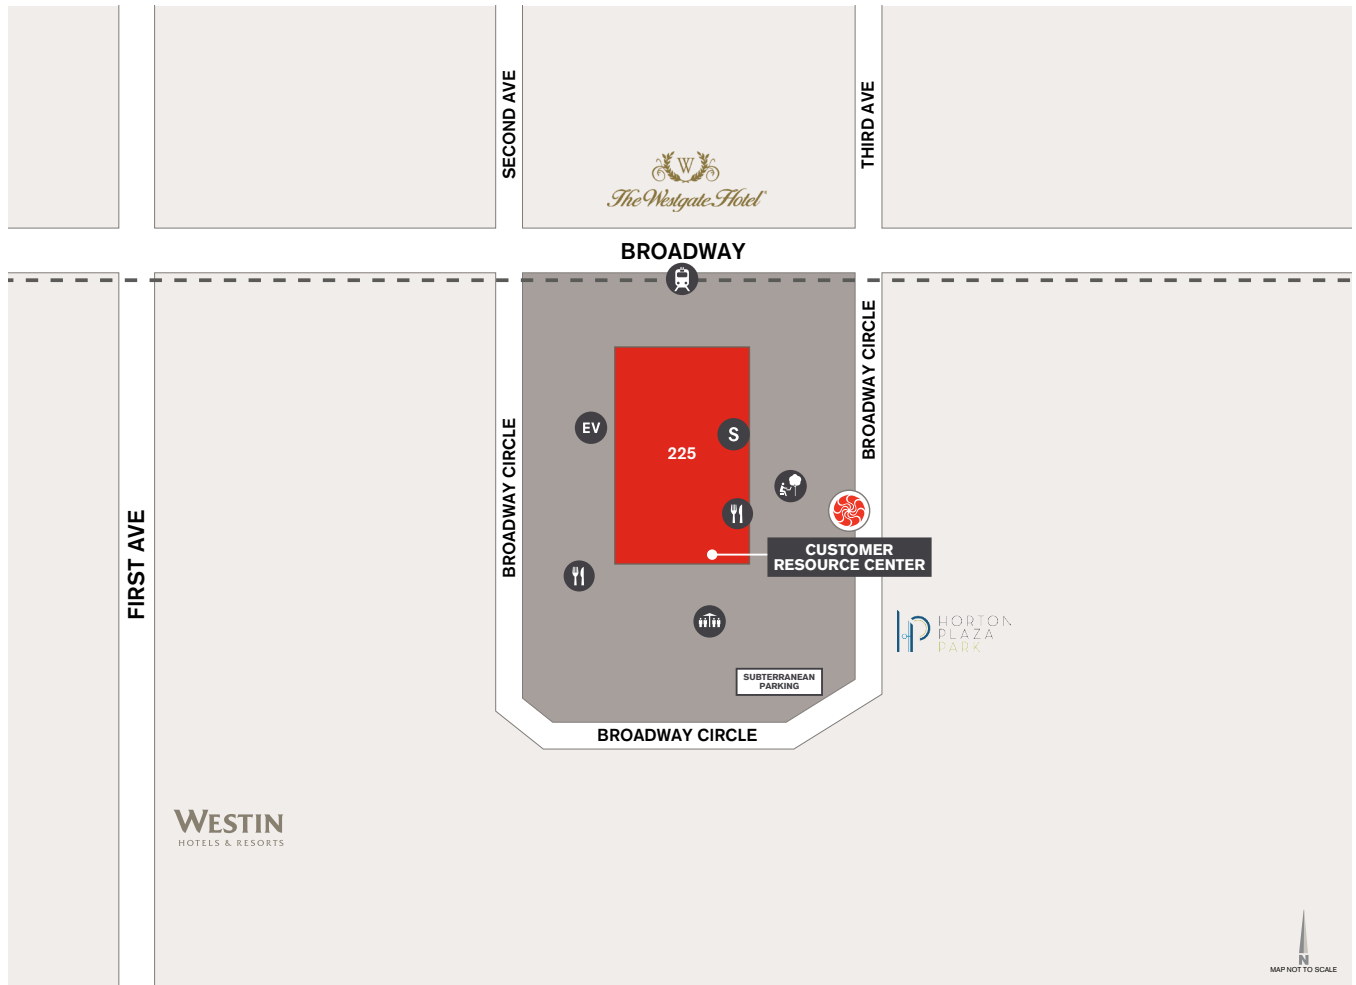 SECOND AVE
THIRD AVE
W
The Westgate Hotel
BROADWAY
BROADWAY CIRCLE
EV
S
225
BROADWAY CIRCLE
FIRST AVE
CUSTOMER
RESOURCE CENTER
HORTON
PLAZA
PARK
SUBTERRANEAN
PARKING
BROADWAY CIRCLE
WESTIN
HOTELS & RESORTS
N
MAP NOT TO SCALE